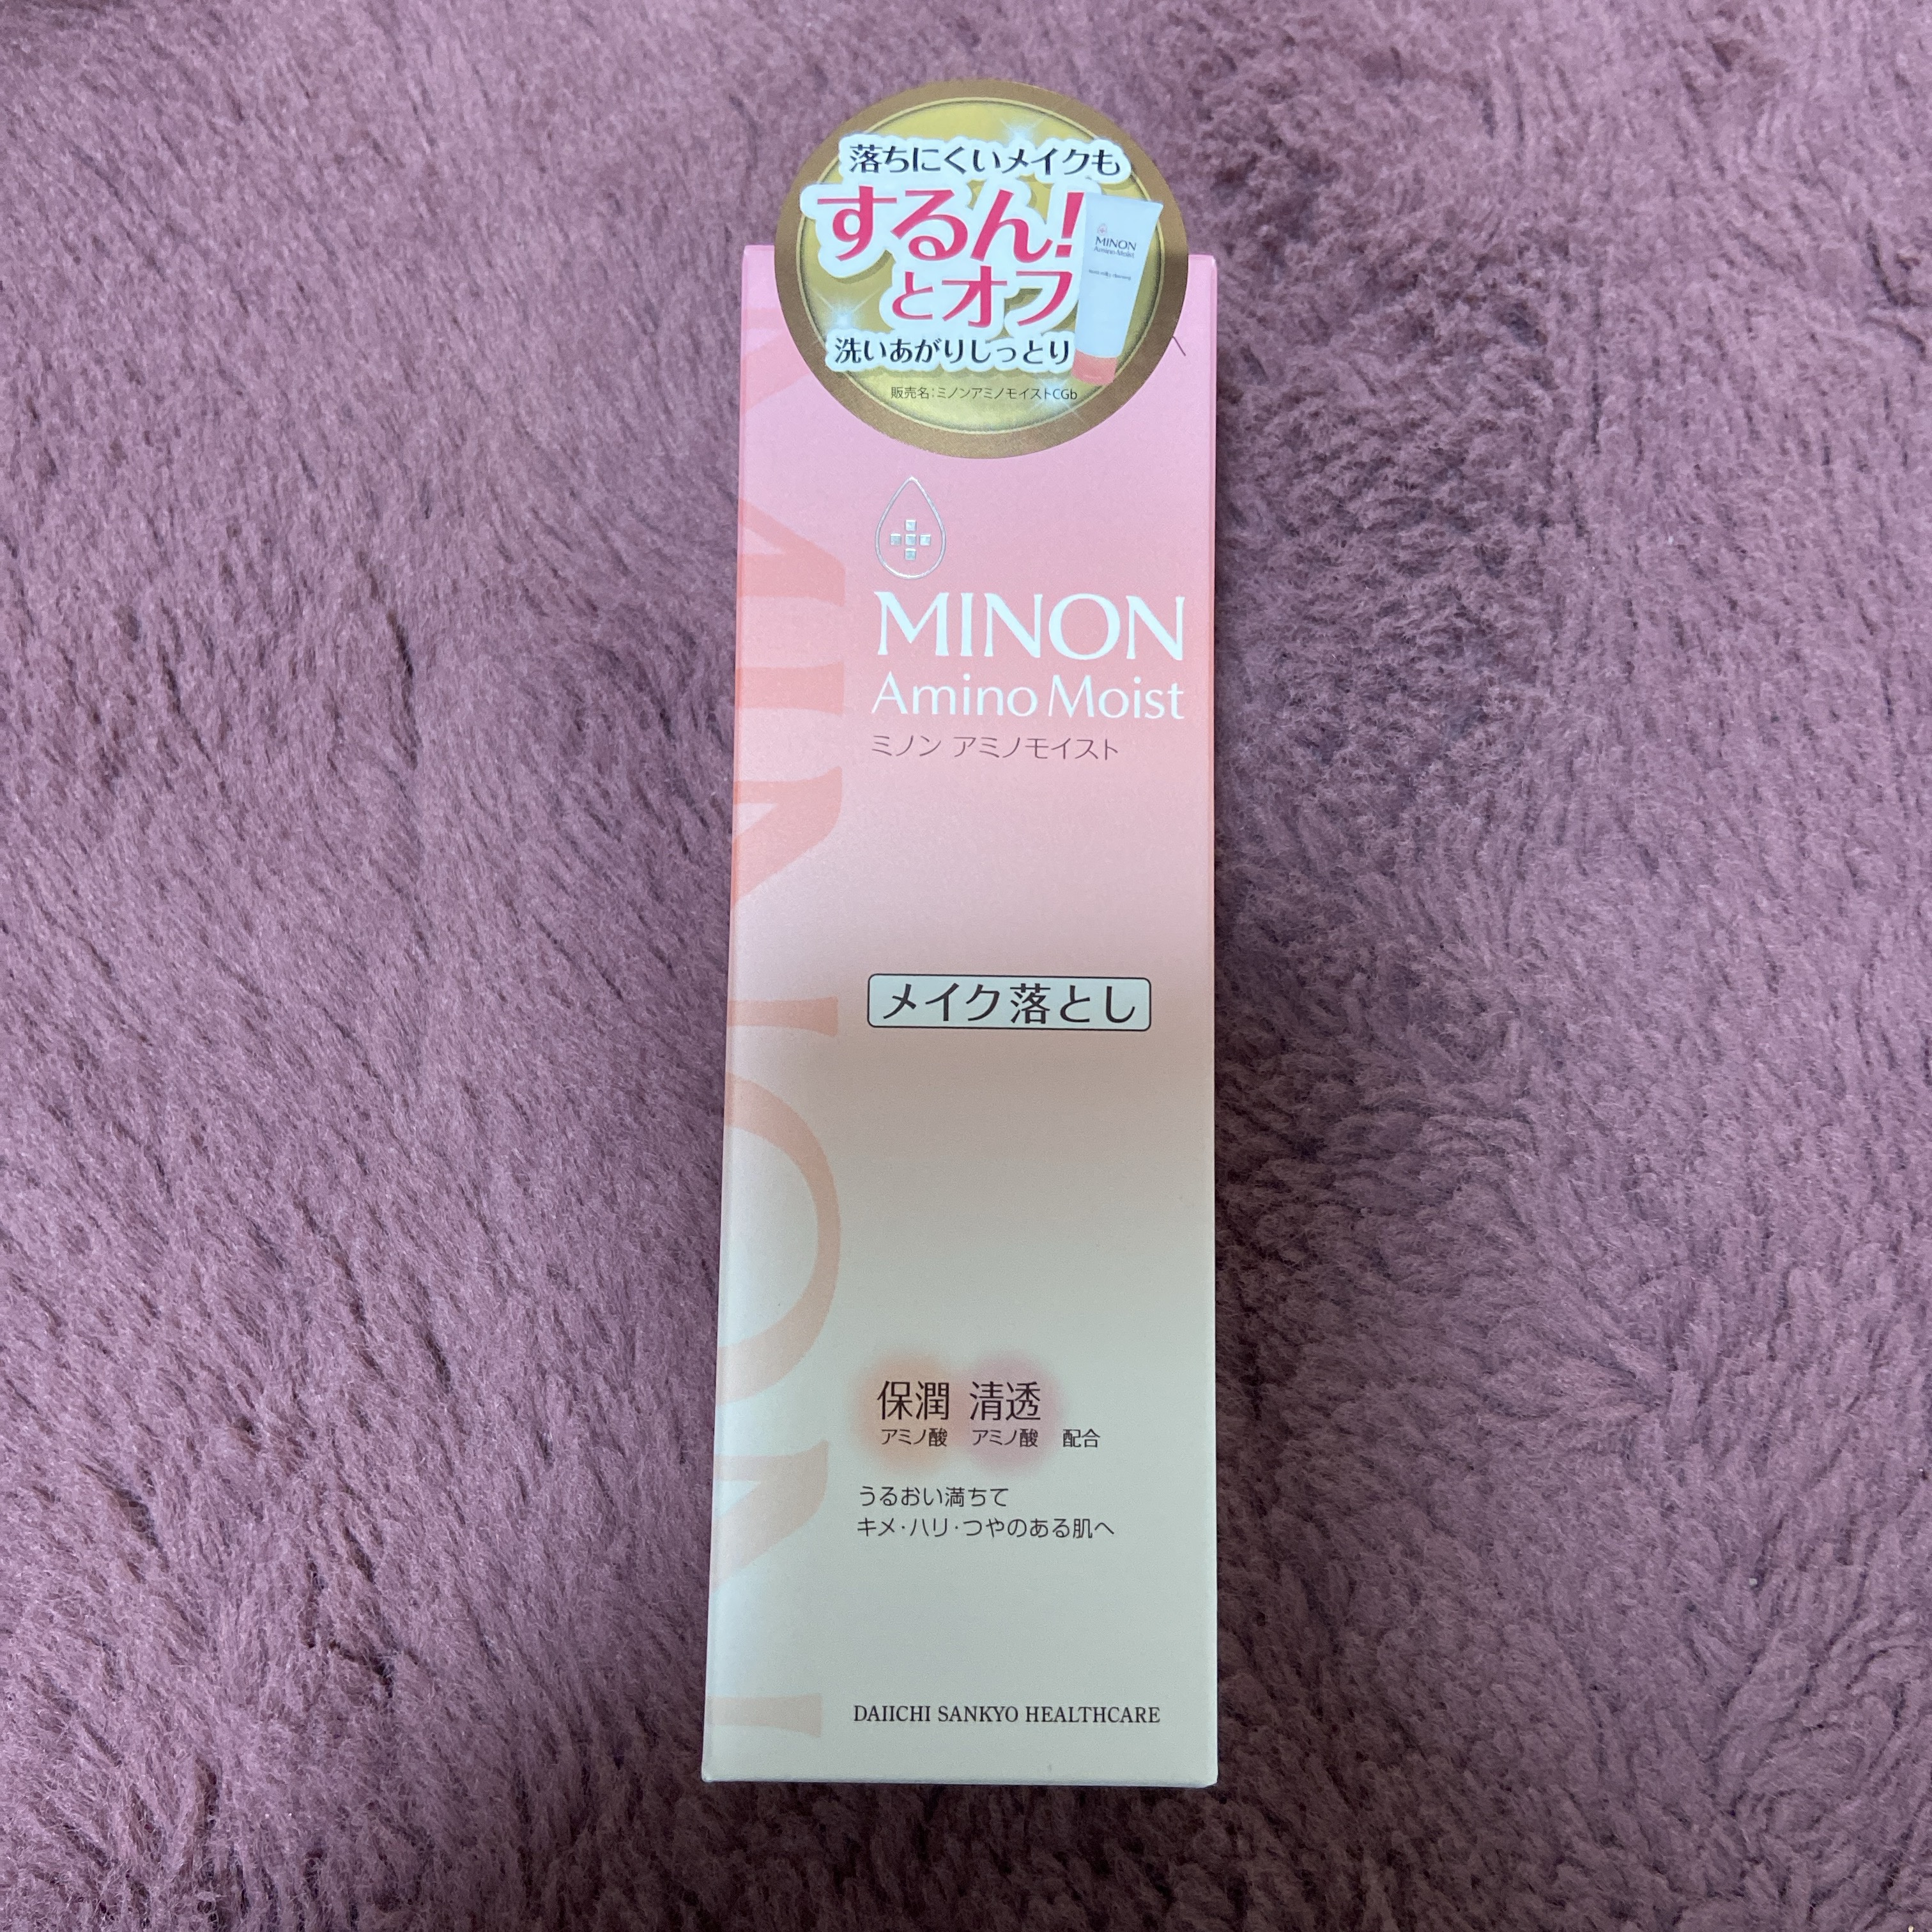 落ちにくいメイクも
するん!
とオフ
洗いあがりしっとり
MINON
Amino Moist
販売名:ミノンアミノモイストCGb
MINON
Amino Moist
ミノン アミノモイスト
メイク落とし
保潤 清透
アミノ酸 アミノ酸 配合
うるおい満ちて
キメ・ハリ・つやのある肌へ
DAIICHI SANKYO HEALTHCARE
MINON